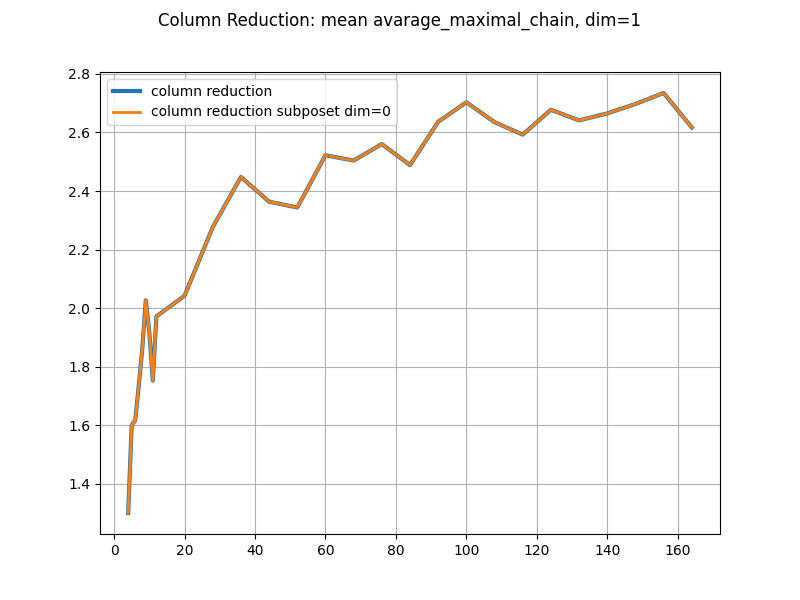 Column Reduction: mean avarage_maximal_chain, dim=1
column reduction
column reduction subposet dim=0
2.8
2.6
2.4
2.2
2.0
1.8
1.6
1.4
0 20 40 60 80 100 120 140 160